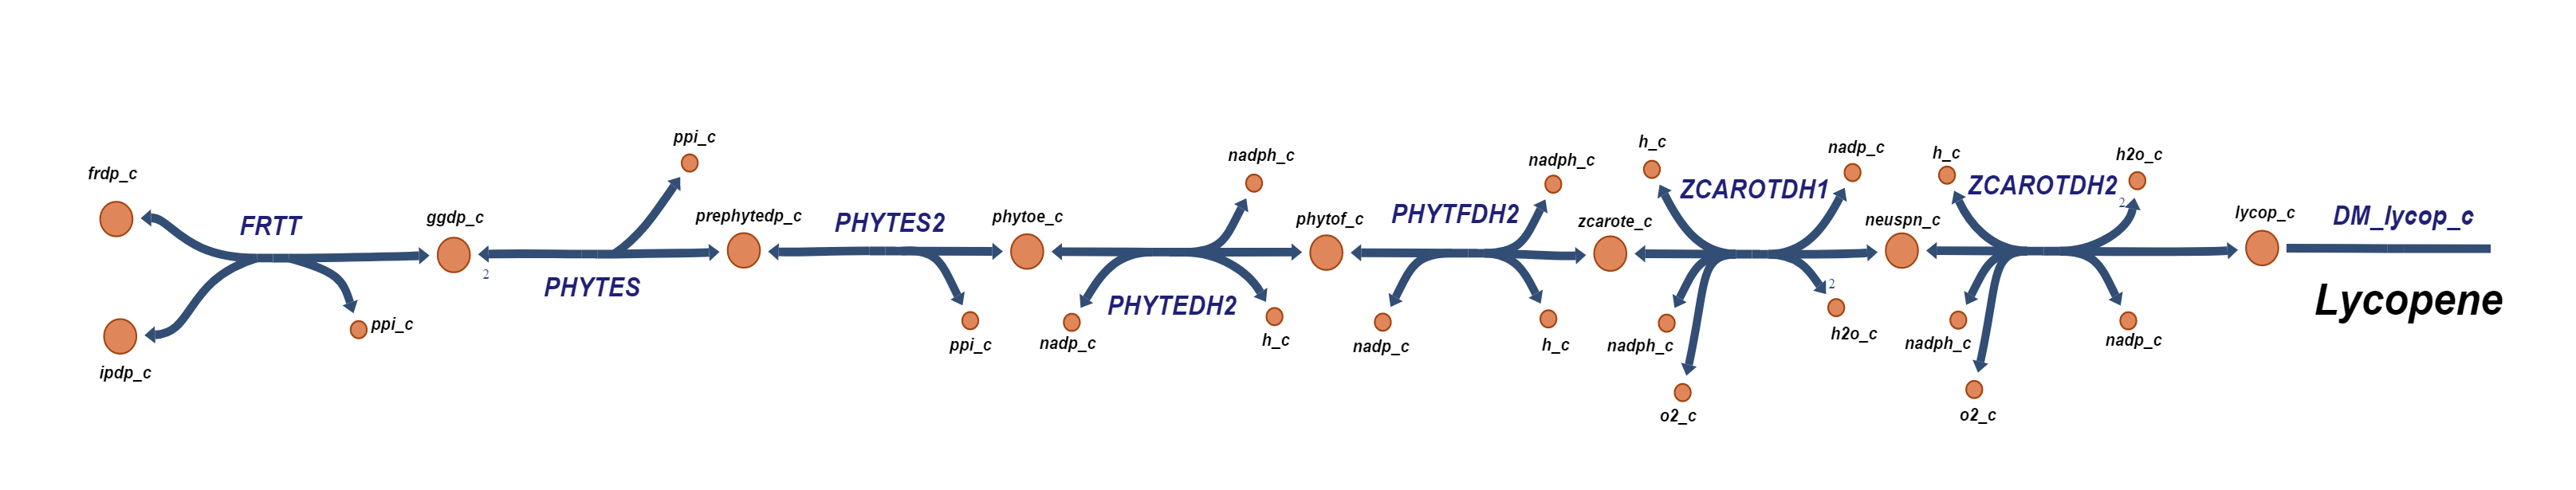 frdp_c
ipdp_c
FRTT
ppi_c
ggdp_c
2
PHYTES
ppi_c
prephytedp_c
PHYTES2
ppi_c
phytoe_c
nadp_c
PHYTEDH2
nadph_c
h_c
phytof_c
nadp_c
PHYTFDH2
nadph_c
h_c
zcarote_c
h_c
nadph_c
o2_c
ZCAROTDH1
nadp_c
2
h2o_c
neuspn_c
h_c
nadph_c
o2_c
ZCAROTDH2
2
h2o_c
nadp_c
lycop_c
DM_lycop_c
Lycopene